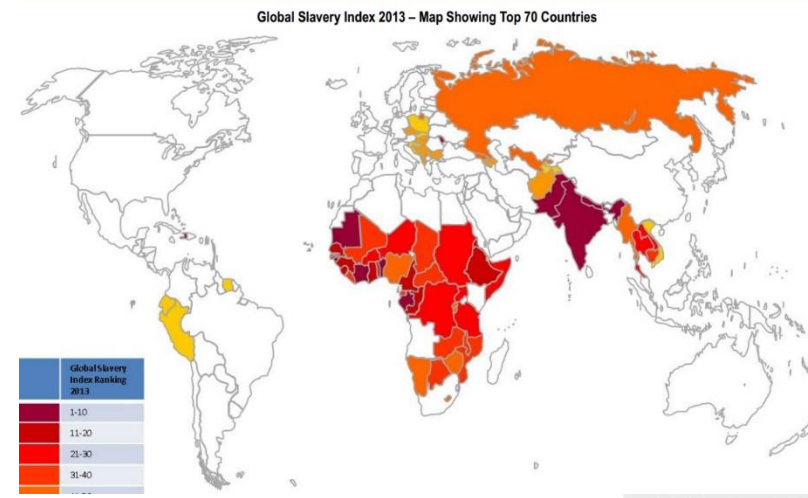 Global Slavery Index 2013 – Map Showing Top 70 Countries
Global Slavery
Index Ranking
2013
1-10
11-20
21-30
31-40